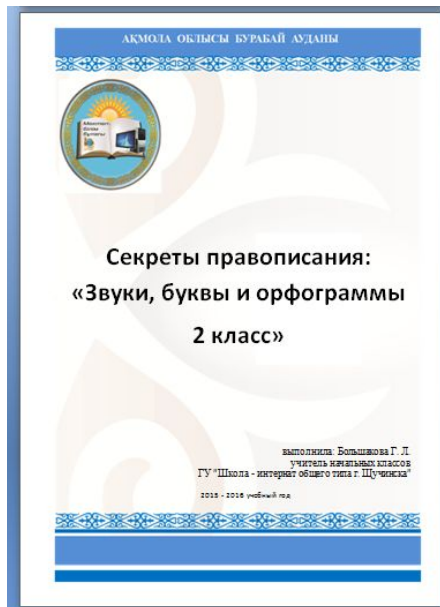 АҚМОЛА ОБЛЫСЫ БУРАБАЙ АУДАНЫ
Секреты правописания:
«Звуки, буквы и орфограммы
2 класс»
выполнила: Большакова Г. Л.
учитель начальных классов
ГУ "Школа - интернат общего типа г. Щучинска"
2015 - 2016 учебный год